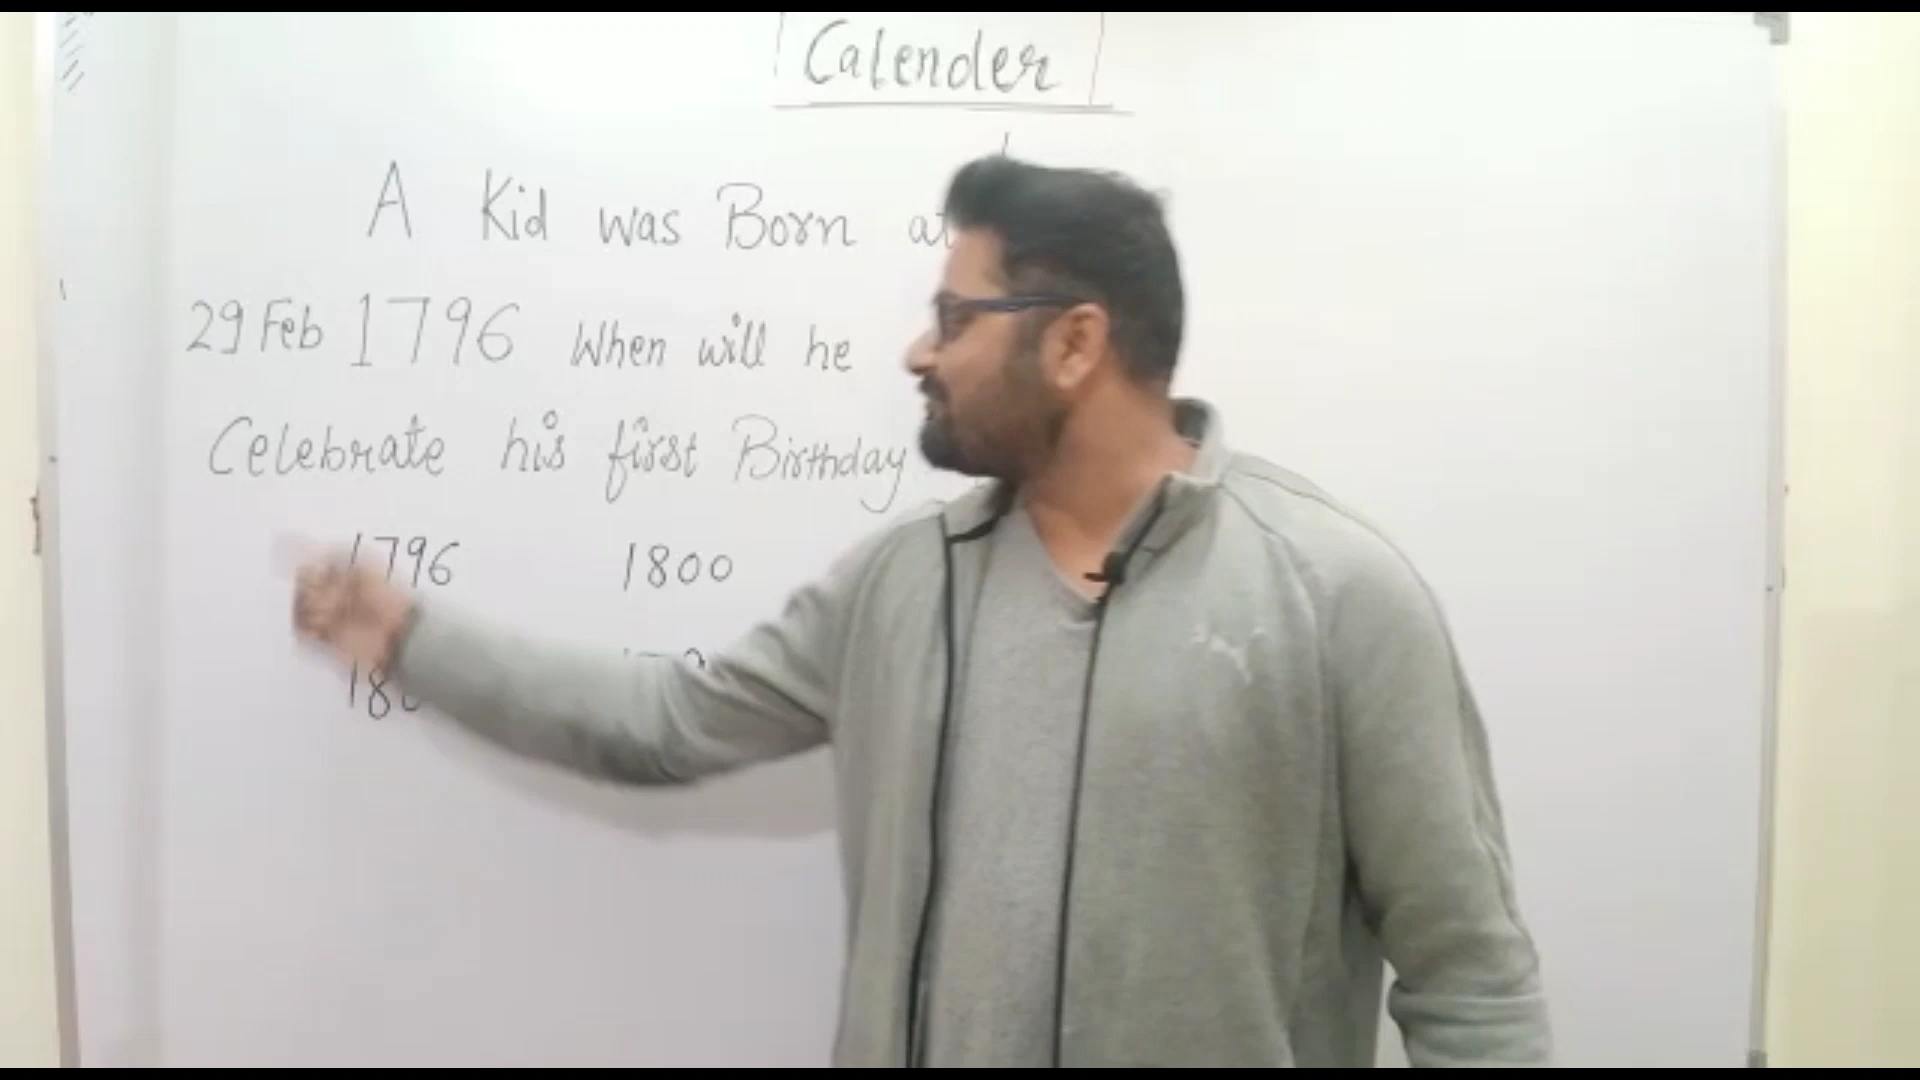 Calender
A Kid was Born at
29 Feb 1796 When will he
Celebrate his first Birthday
1796 1800